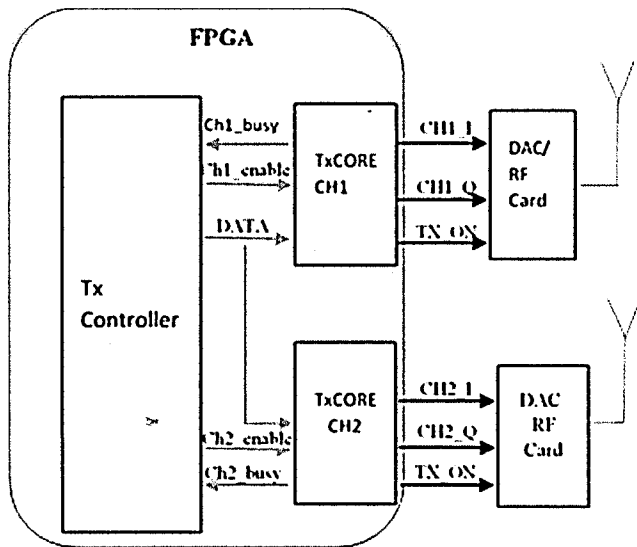 FPGA
Ch1_busy
Ch1_enable
DATA
Tx
Controller
TxCORE
CH1
CH1_I
CH1_Q
TX_ON
DAC/
RF
Card
TxCORE
CH2
Ch2_enable
Ch2_busy
CH2_I
CH2_Q
TX_ON
DAC
RF
Card